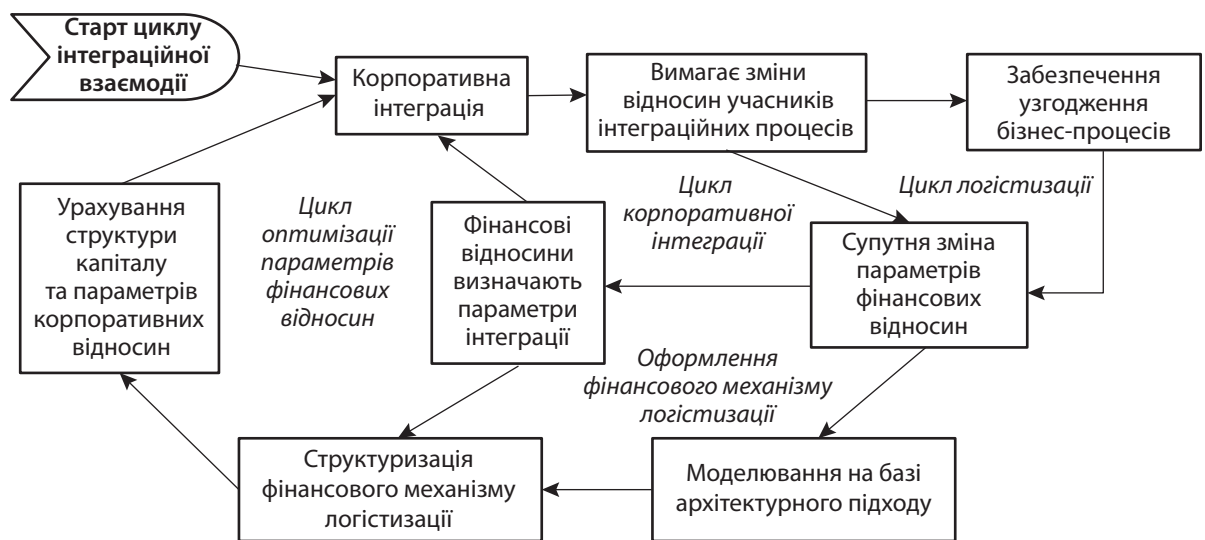 Старт циклу
інтеграційної
взаємодії
Корпоративна
інтеграція
Вимагає зміни
відносин учасників
інтеграційних процесів
Забезпечення
узгодження
бізнес-процесів
Урахування
структури
капіталу
та параметрів
корпоративних
відносин
Цикл
оптимізації
параметрів
фінансових
відносин
Фінансові
відносини
визначають
параметри
інтеграції
Цикл
корпоративної
інтеграції
Цикл логістизації
Супутня зміна
параметрів
фінансових
відносин
Оформлення
фінансового механізму
логістизації
Структуризація
фінансового механізму
логістизації
Моделювання на базі
архітектурного підходу